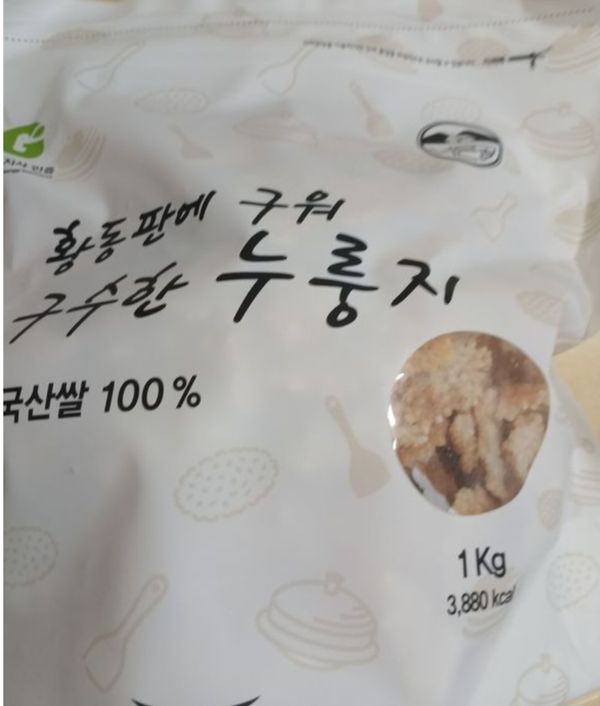 황동판에 구워
구수한 누룽지
국산쌀 100%
1Kg
3,880 kcal